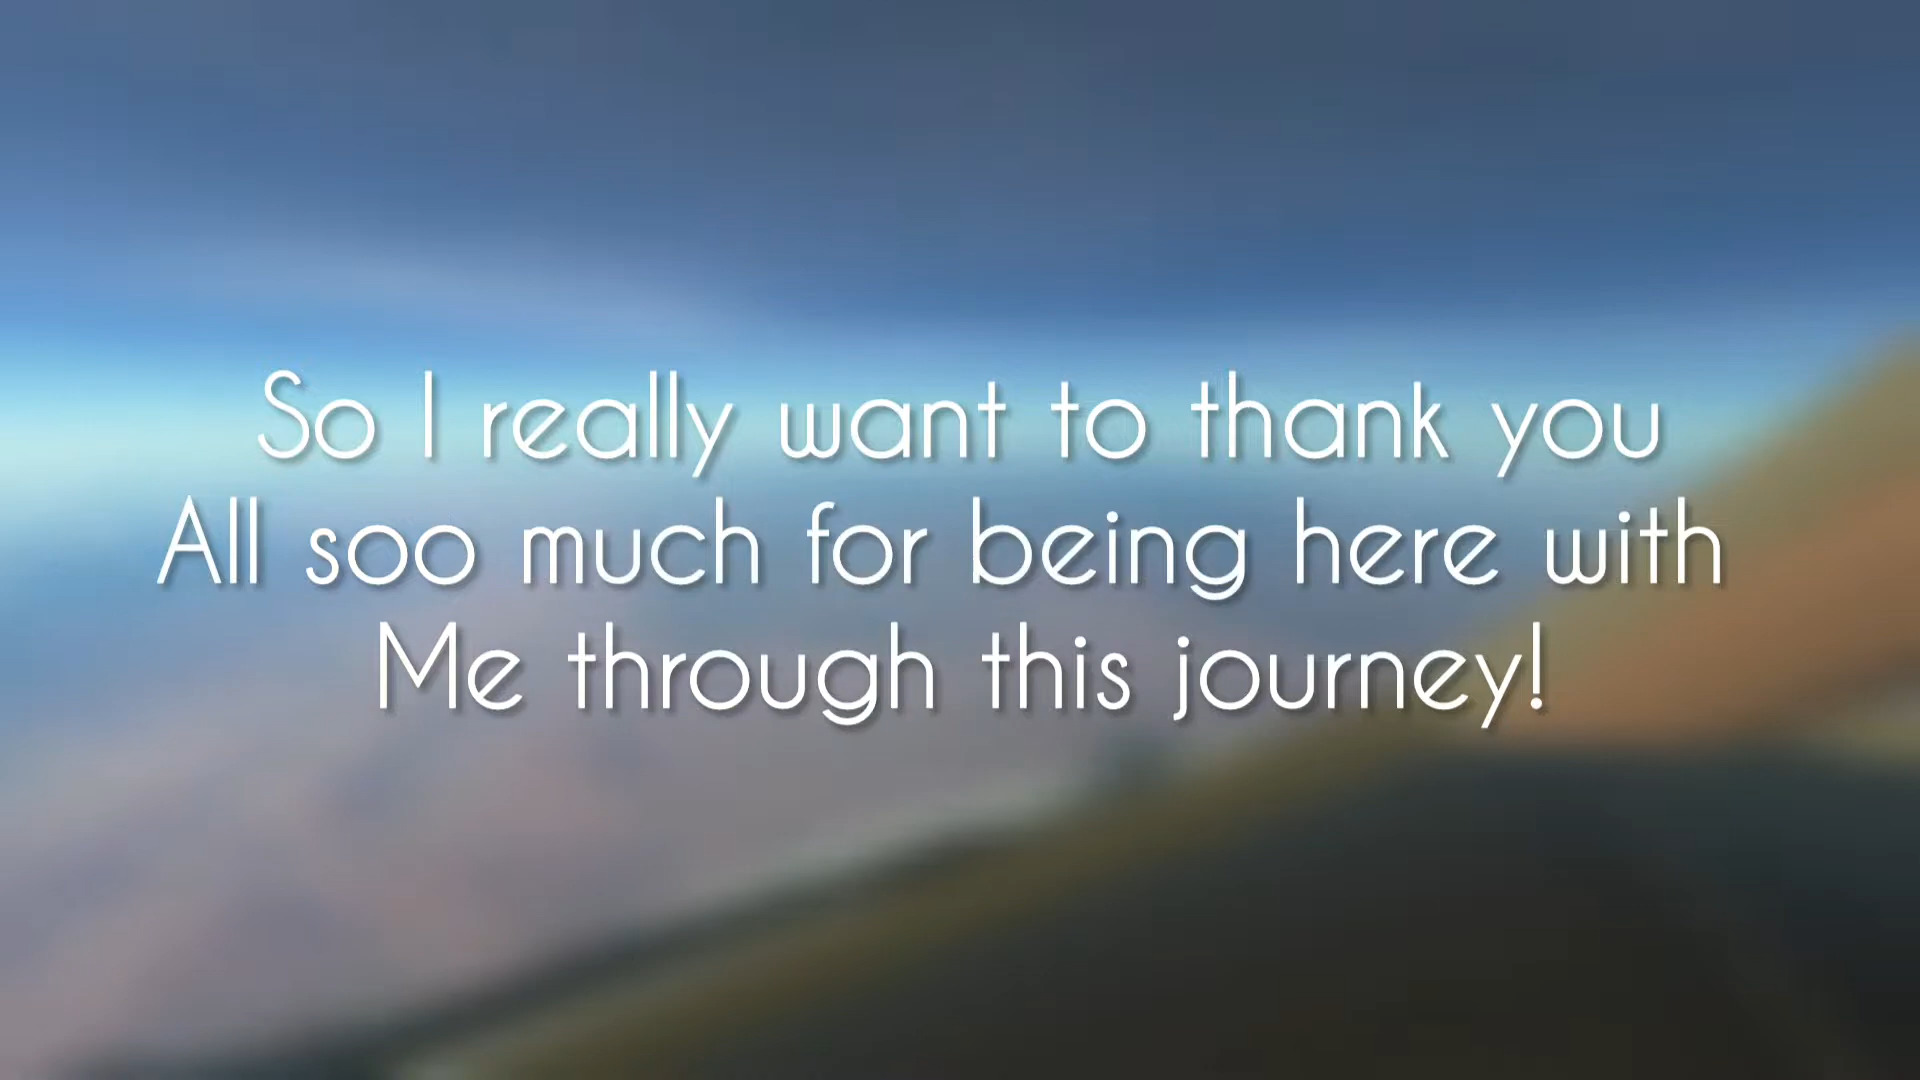 So I really want to thank you
All soo much for being here with
Me through this journey!